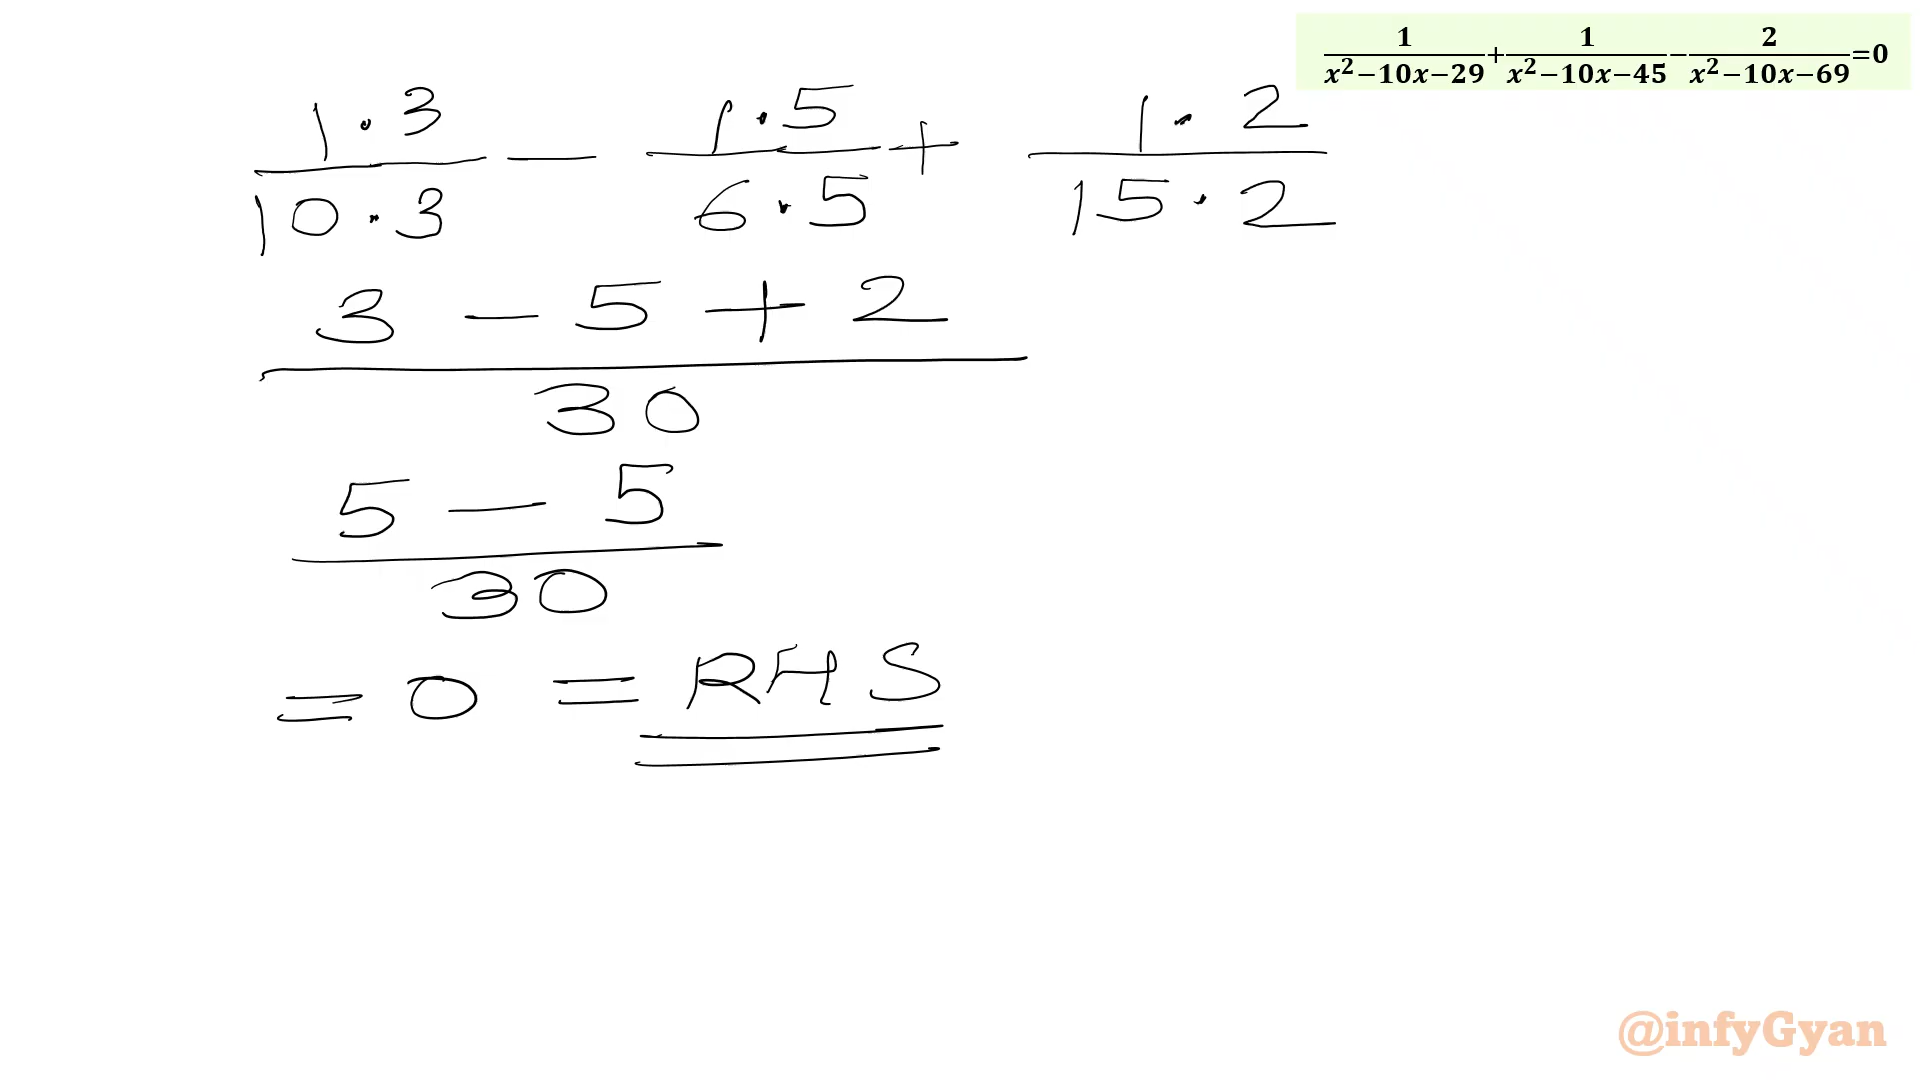 1/(x²−10x−29)+1/(x²−10x−45)−2/(x²−10x−69)=0
1·3/10·3 − 1·5/6·5 + 1·2/15·2
3 − 5 + 2/30
5 − 5/30
= 0 = RHS
@infyGyan